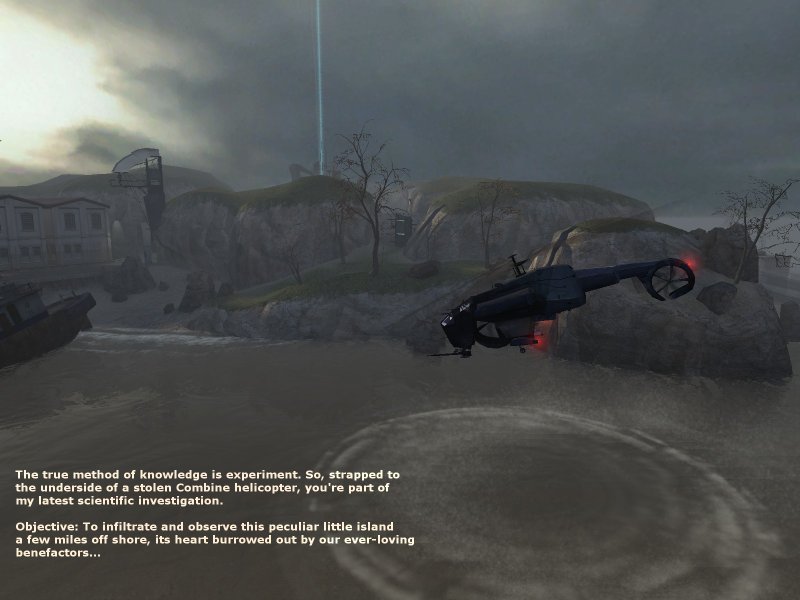 The true method of knowledge is experiment. So, strapped to
the underside of a stolen Combine helicopter, you're part of
my latest scientific investigation.
Objective: To infiltrate and observe this peculiar little island
a few miles off shore, its heart burrowed out by our ever-loving
benefactors...